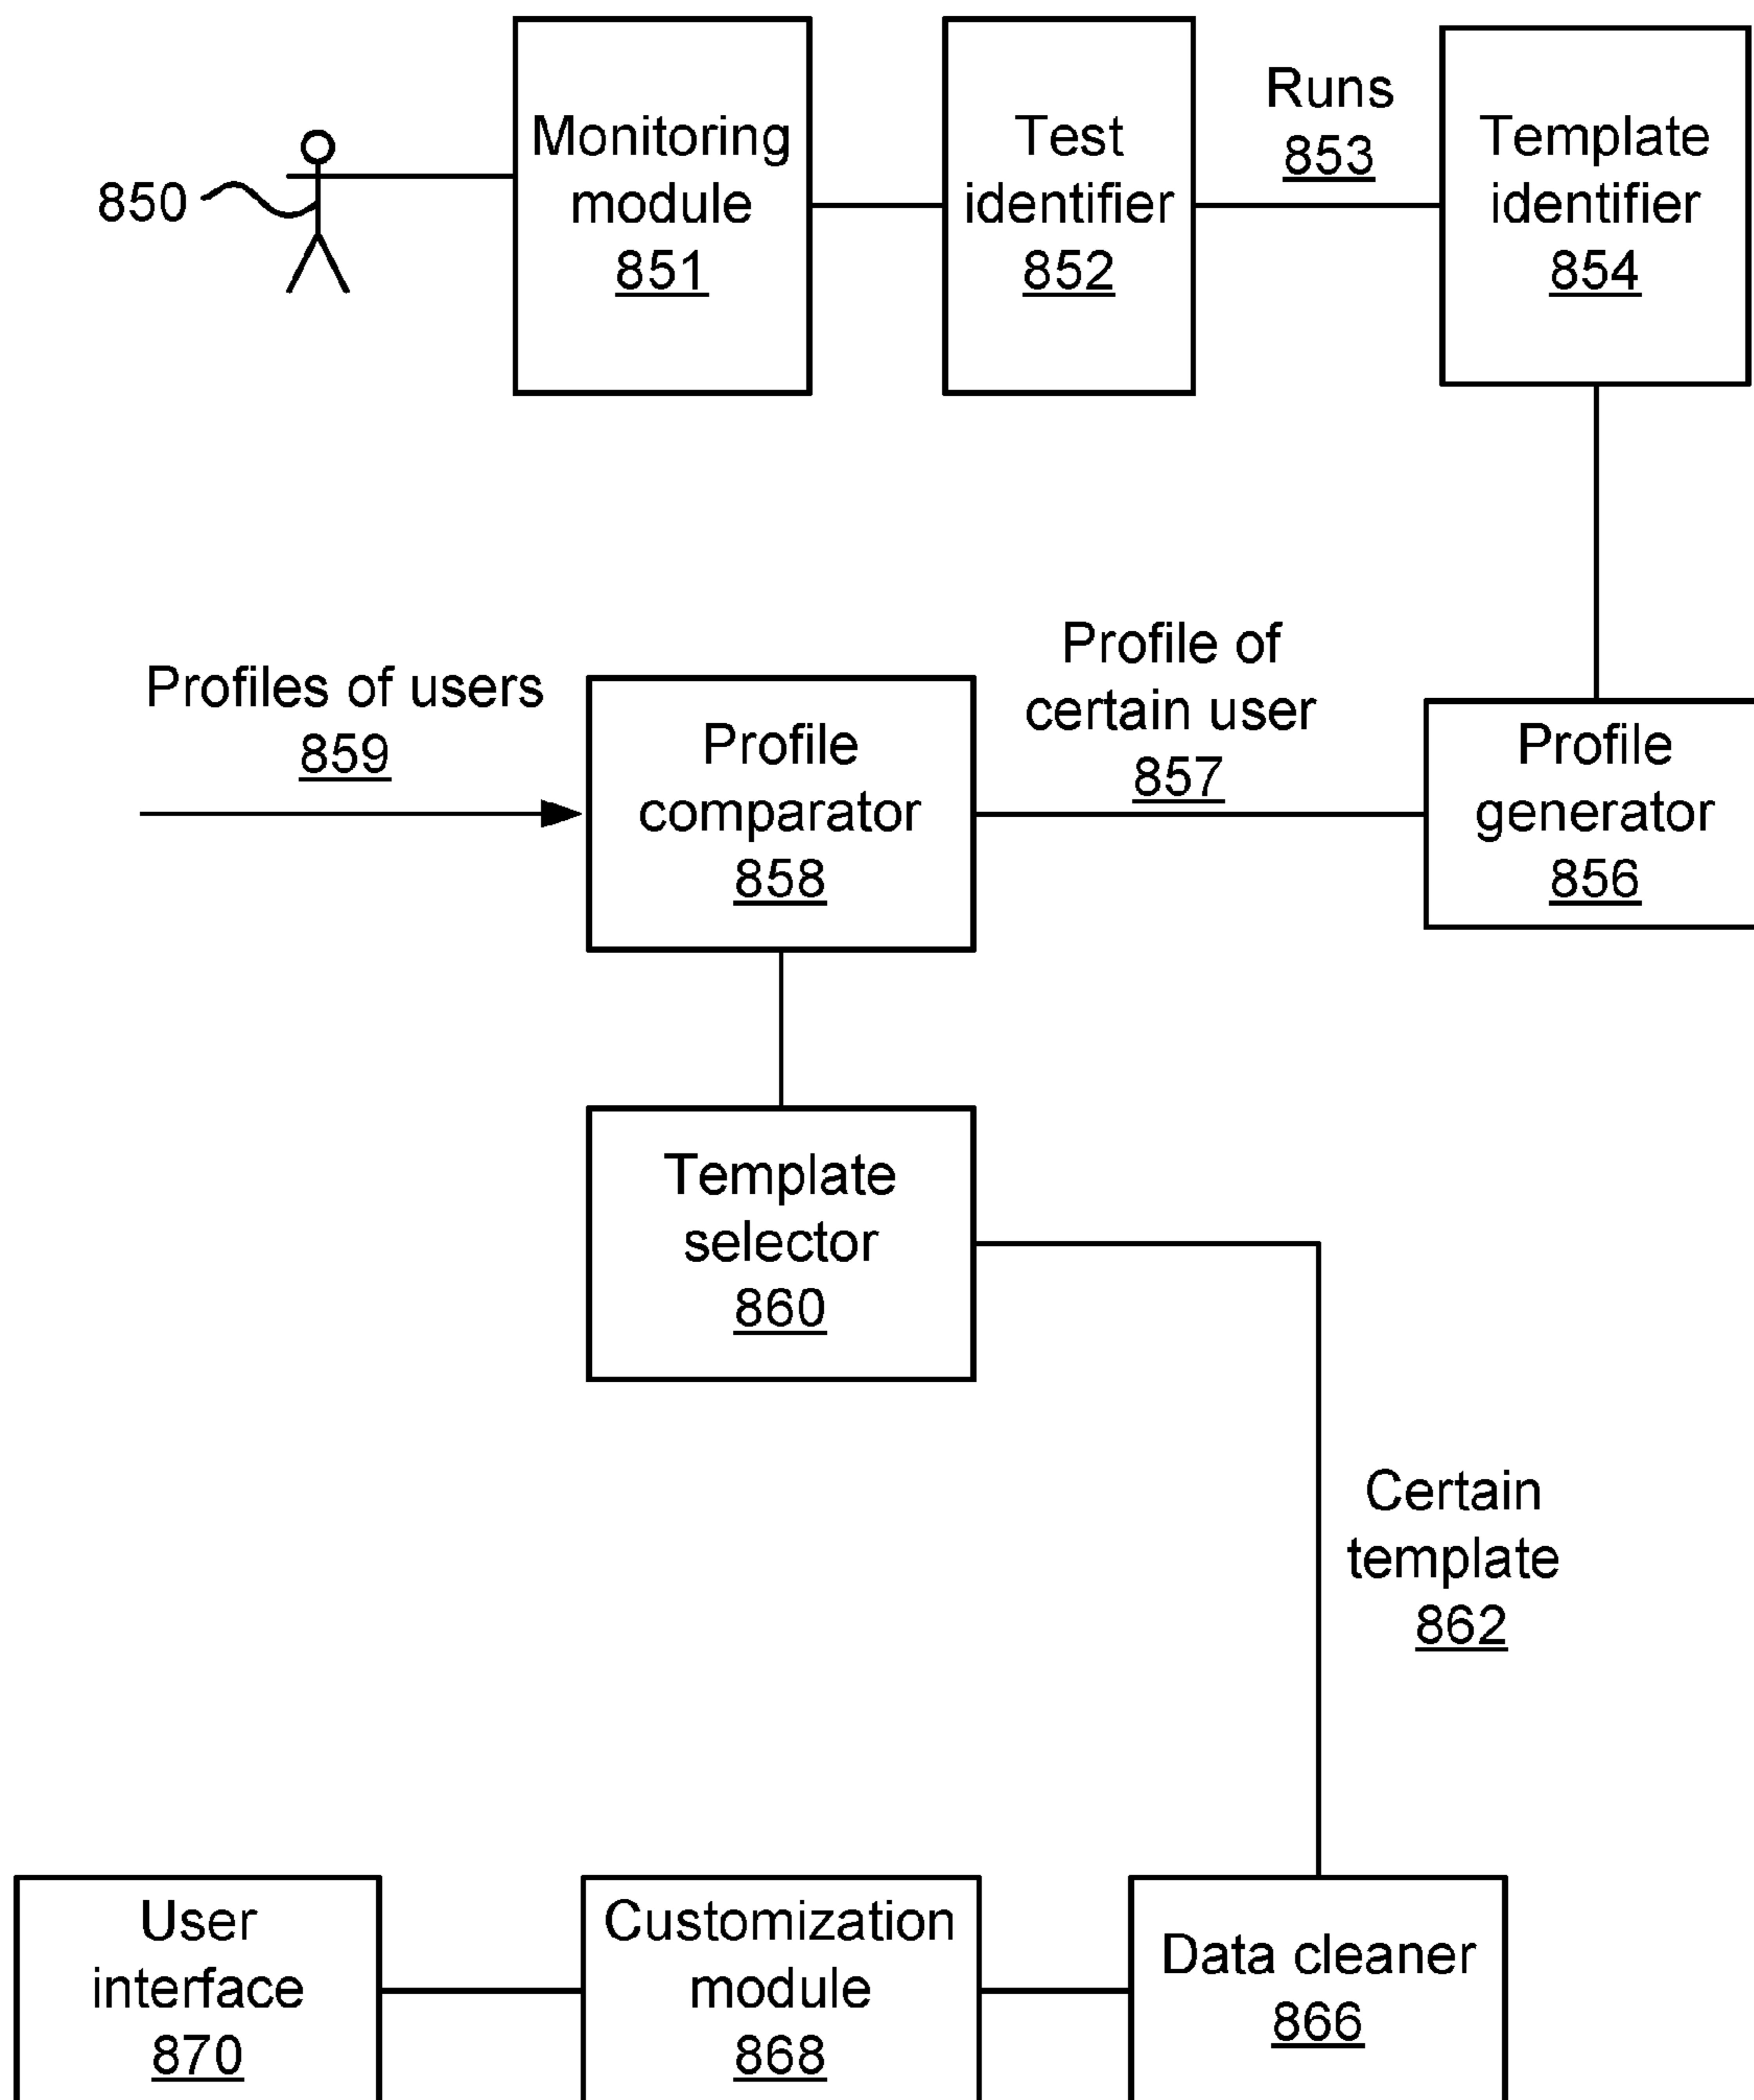 850
Monitoring
module
851
Test
identifier
852
Runs
853
Template
identifier
854
Profiles of users
859
Profile
comparator
858
Profile of
certain user
857
Profile
generator
856
Template
selector
860
Certain
template
862
User
interface
870
Customization
module
868
Data cleaner
866